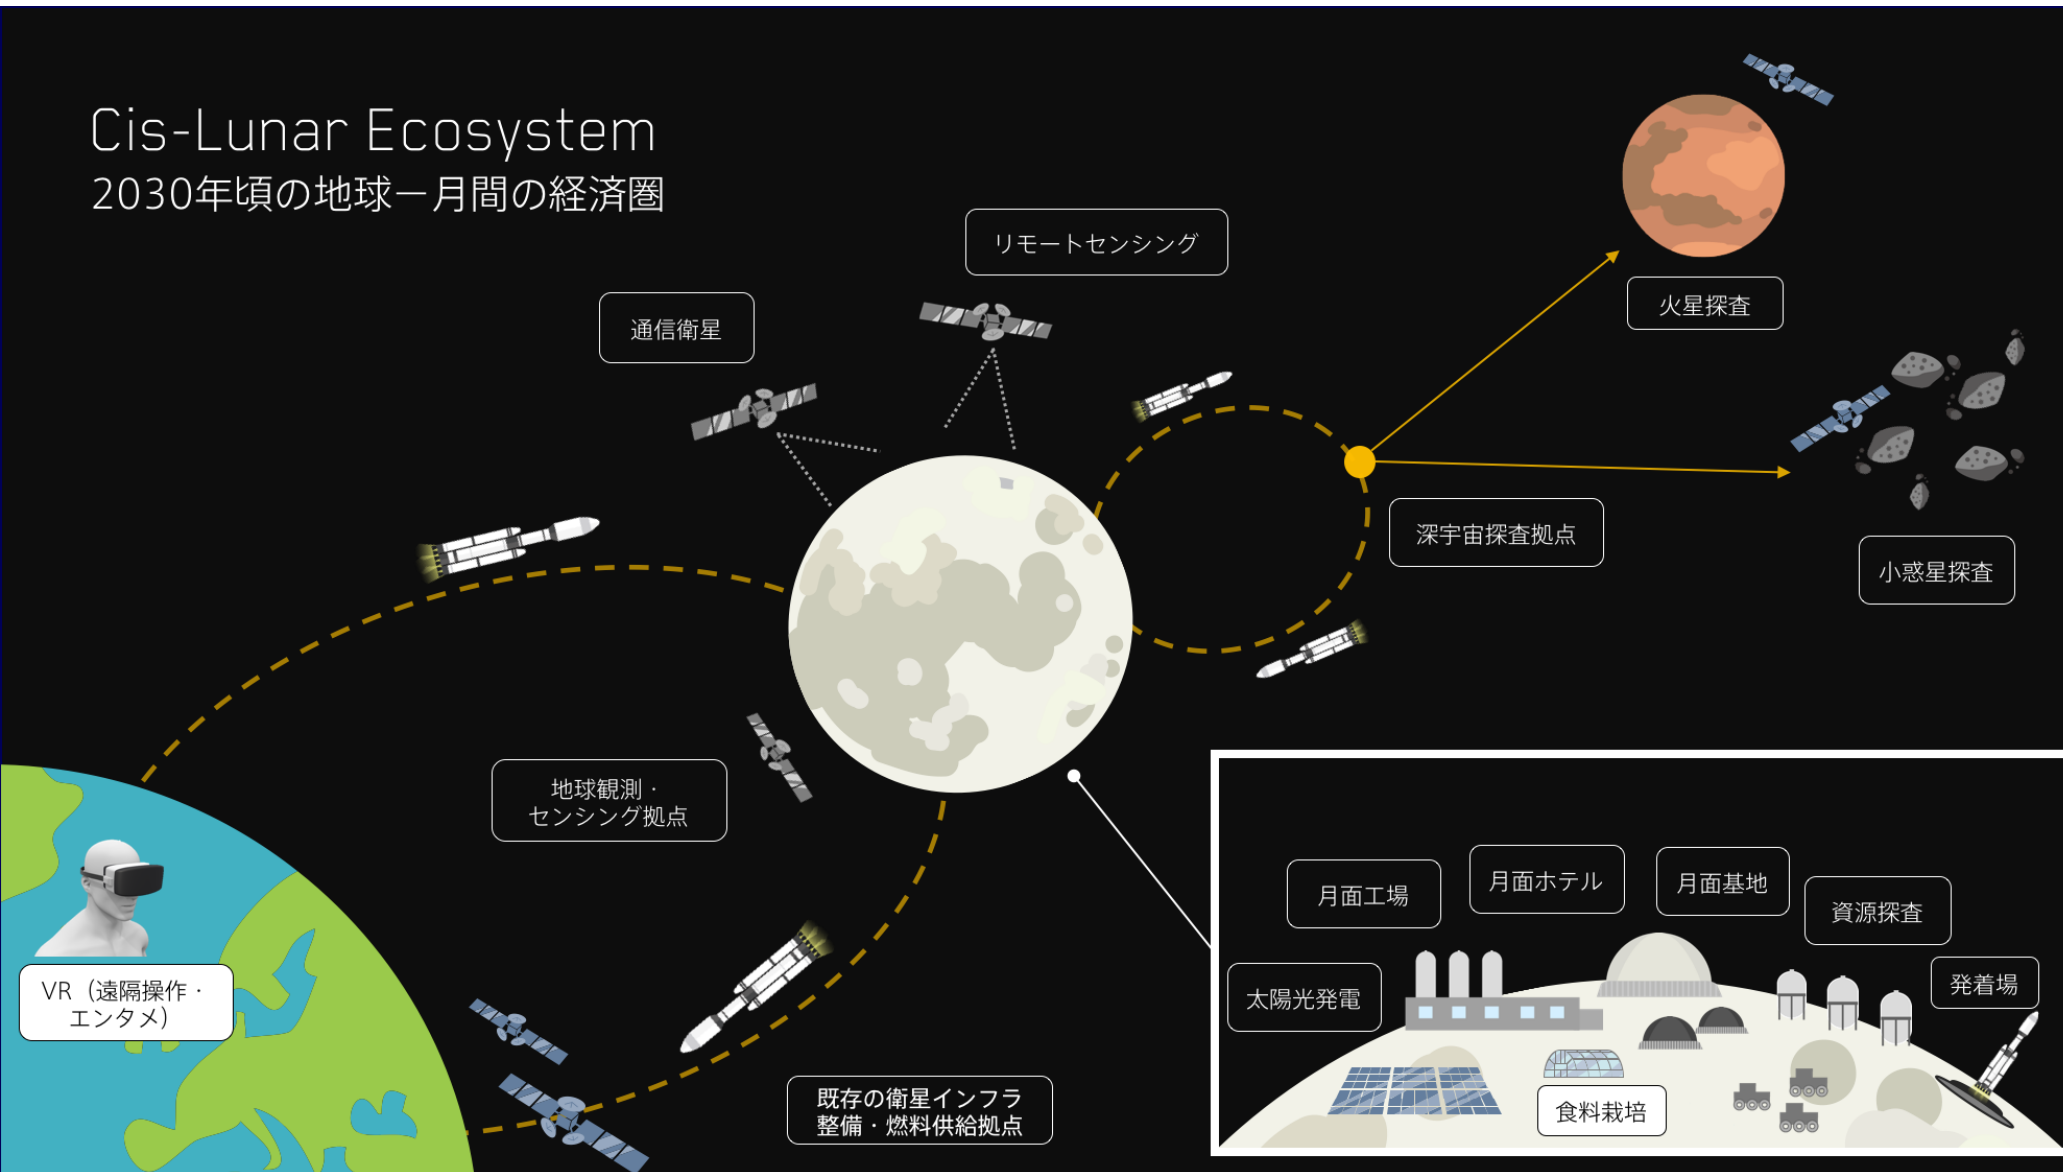 Cis-Lunar Ecosystem
2030年頃の地球ー月間の経済圏
リモートセンシング
通信衛星
火星探査
深宇宙探査拠点
小惑星探査
地球観測・
センシング拠点
VR（遠隔操作・
エンタメ）
既存の衛星インフラ
整備・燃料供給拠点
月面工場
月面ホテル
月面基地
資源探査
太陽光発電
発着場
食料栽培